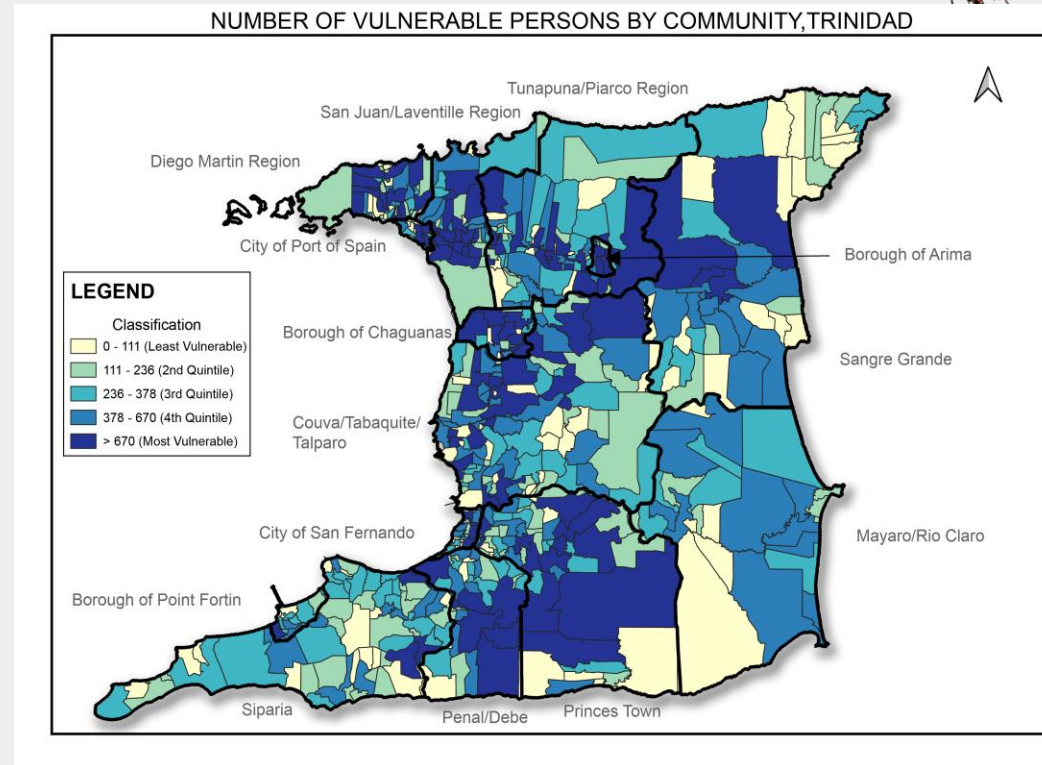 NUMBER OF VULNERABLE PERSONS BY COMMUNITY,TRINIDAD
Tunapuna/Piarco Region
San Juan/Laventille Region
Diego Martin Region
City of Port of Spain
Borough of Arima
LEGEND
Classification
0 - 111 (Least Vulnerable)
111 - 236 (2nd Quintile)
236 - 378 (3rd Quintile)
378 - 670 (4th Quintile)
> 670 (Most Vulnerable)
Borough of Chaguanas
Sangre Grande
Couva/Tabaquite/
Talparo
City of San Fernando
Mayaro/Rio Claro
Borough of Point Fortin
Siparia
Penal/Debe
Princes Town